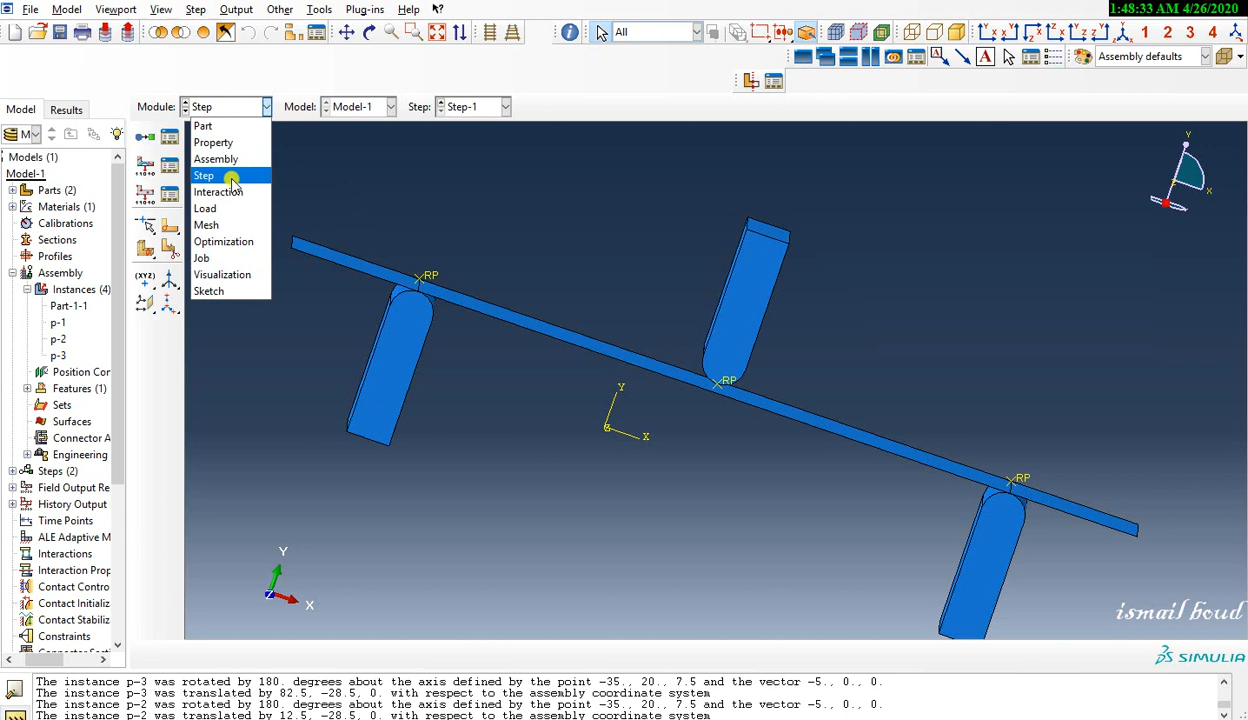 File Model Viewport View Step Output Other Tools Plug-ins Help
1:48:33 AM 4/26/2020
All
1 2 3 4
Assembly defaults
Model Results
Module: Step Model: Model-1 Step: Step-1
Part
Property
Assembly
Step
Interaction
Load
Mesh
Optimization
Job
Visualization
Sketch
Models (1)
Model-1
Parts (2)
Materials (1)
Calibrations
Sections
Profiles
Assembly
Instances (4)
Part-1-1
p-1
p-2
p-3
Position Con
Features (1)
Sets
Surfaces
Connector A
Engineering
Steps (2)
Field Output Re
History Output
Time Points
ALE Adaptive M
Interactions
Interaction Prop
Contact Contro
Contact Initializ
Contact Stabiliz
Constraints
RP
RP
RP
Y
X
Y
X
Y
X
Z
ismail boud
SIMULIA
The instance p-3 was rotated by 180. degrees about the axis defined by the point -35., 20., 7.5 and the vector -5., 0., 0.
The instance p-3 was translated by 82.5, -28.5, 0. with respect to the assembly coordinate system
The instance p-2 was rotated by 180. degrees about the axis defined by the point -35., 20., 7.5 and the vector -5., 0., 0.
The instance p-2 was translated by 12.5, -28.5, 0. with respect to the assembly coordinate system